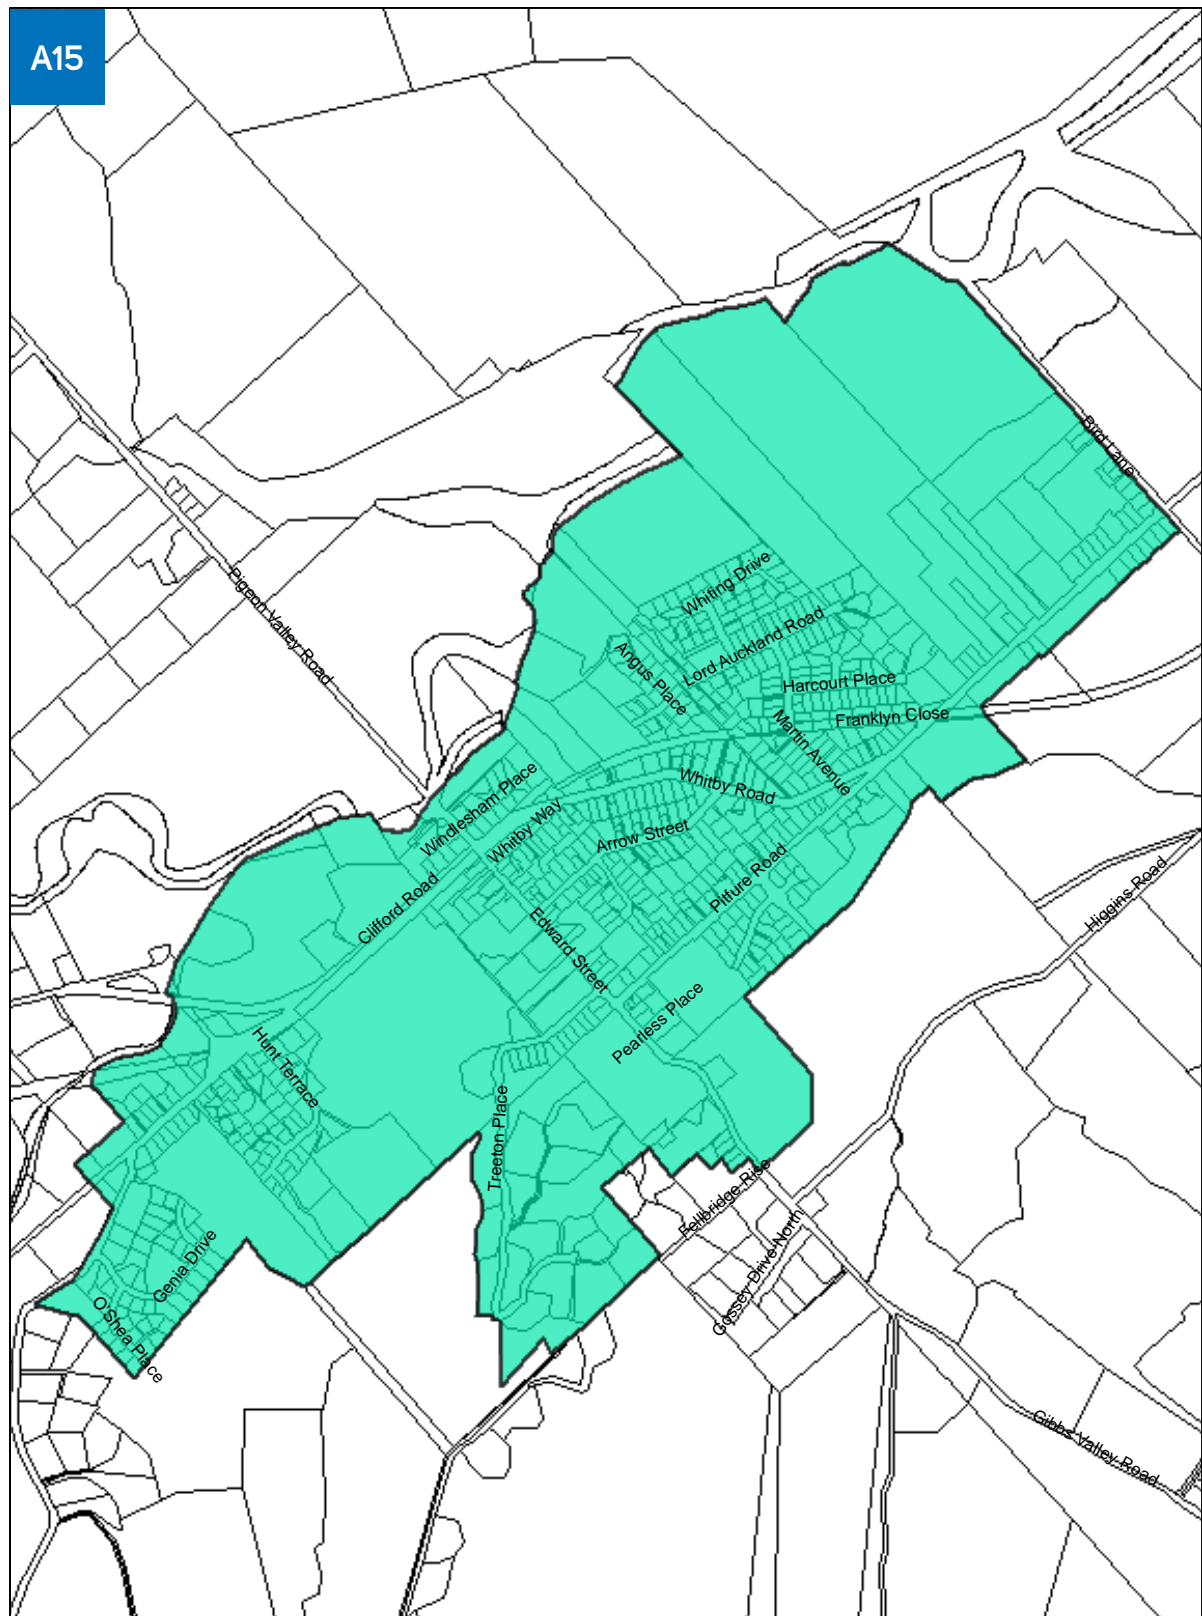 A15
Bird Lane
Whiting Drive
Lord Auckland Road
Pigeon Valley Road
Angus Place
Harcourt Place
Franklyn Close
Martin Avenue
Whitby Road
Windlesham Place
Whitby Way
Arrow Street
Pitfure Road
Clifford Road
Higgins Road
Edward Street
Pearless Place
Hunt Terrace
Treeton Place
Fellbridge Rise
Gossey Drive North
Genia Drive
O'Shea Place
Gibbs Valley Road